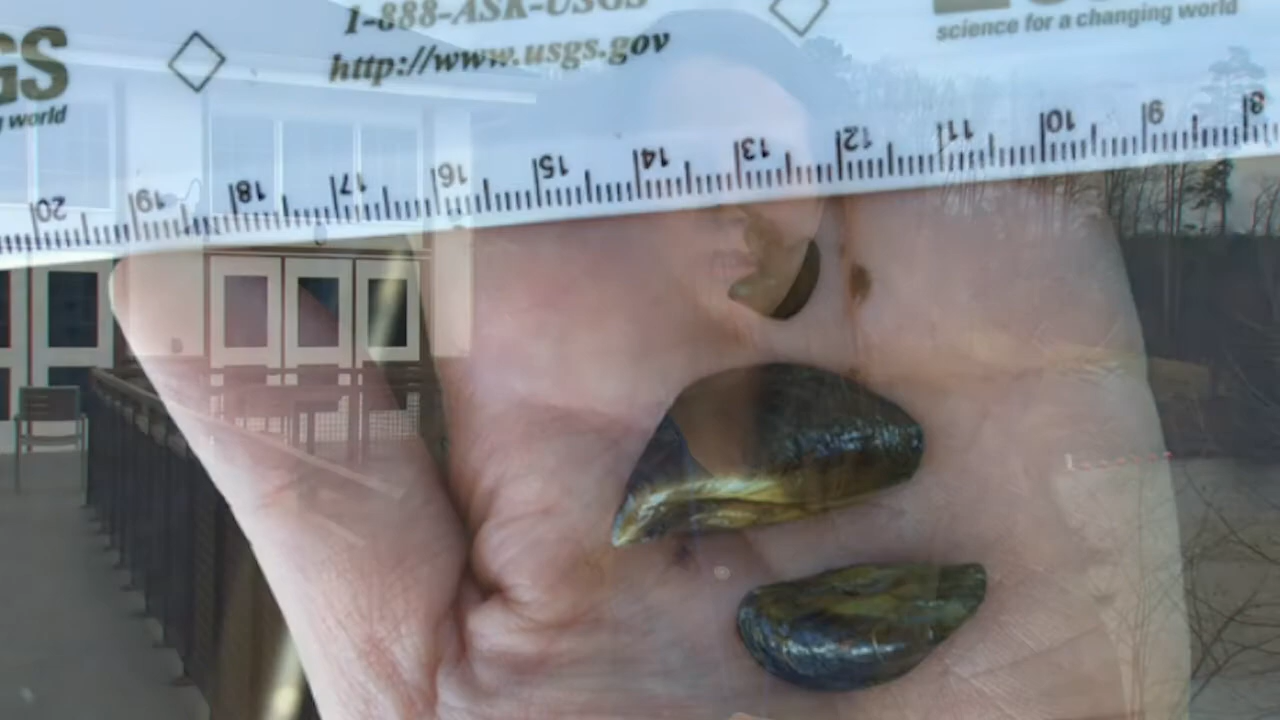 1-888-ASK-USGS
http://www.usgs.gov
science for a changing world
GS
world
20 19 18 17 16 15 14 13 12 11 10 9 8